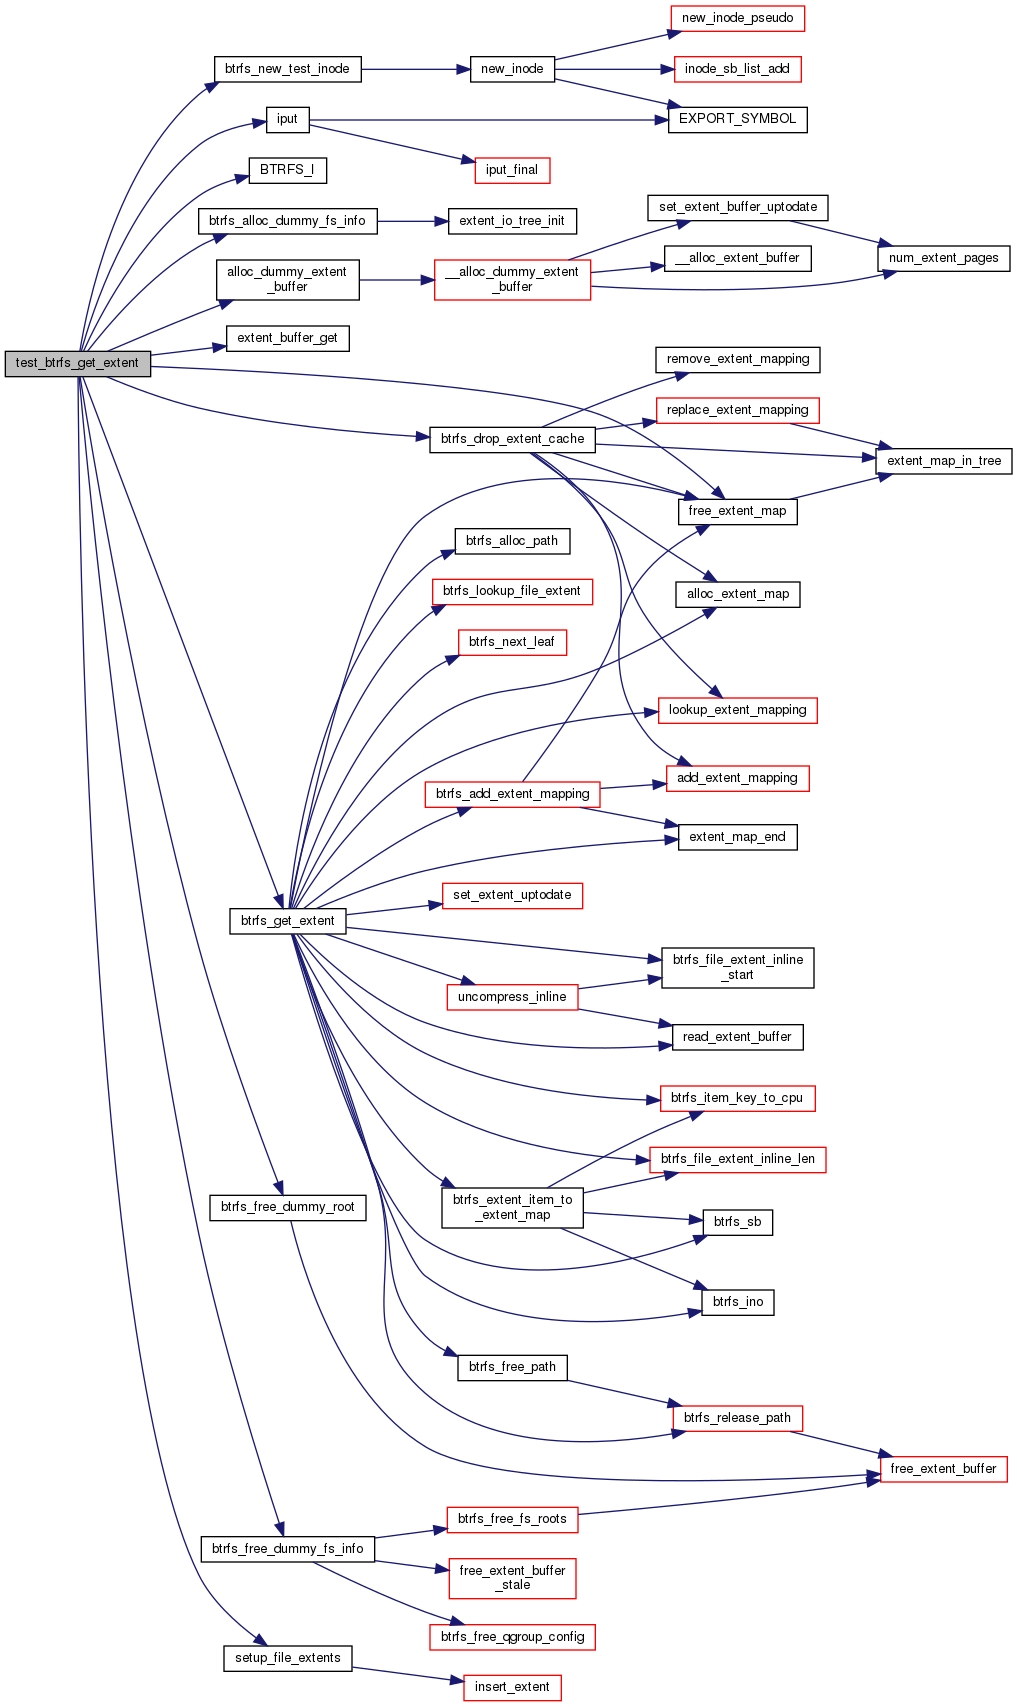 new_inode_pseudo
btrfs_new_test_inode
new_inode
inode_sb_list_add
iput
EXPORT_SYMBOL
BTRFS_I
iput_final
btrfs_alloc_dummy_fs_info
extent_io_tree_init
set_extent_buffer_uptodate
alloc_dummy_extent
_buffer
__alloc_dummy_extent
_buffer
__alloc_extent_buffer
num_extent_pages
extent_buffer_get
test_btrfs_get_extent
remove_extent_mapping
btrfs_drop_extent_cache
replace_extent_mapping
extent_map_in_tree
free_extent_map
btrfs_alloc_path
btrfs_lookup_file_extent
alloc_extent_map
btrfs_next_leaf
lookup_extent_mapping
btrfs_add_extent_mapping
add_extent_mapping
extent_map_end
set_extent_uptodate
btrfs_get_extent
btrfs_file_extent_inline
_start
uncompress_inline
read_extent_buffer
btrfs_item_key_to_cpu
btrfs_file_extent_inline_len
btrfs_free_dummy_root
btrfs_extent_item_to
_extent_map
btrfs_sb
btrfs_ino
btrfs_free_path
btrfs_release_path
free_extent_buffer
btrfs_free_fs_roots
btrfs_free_dummy_fs_info
free_extent_buffer
_stale
btrfs_free_qgroup_config
setup_file_extents
insert_extent